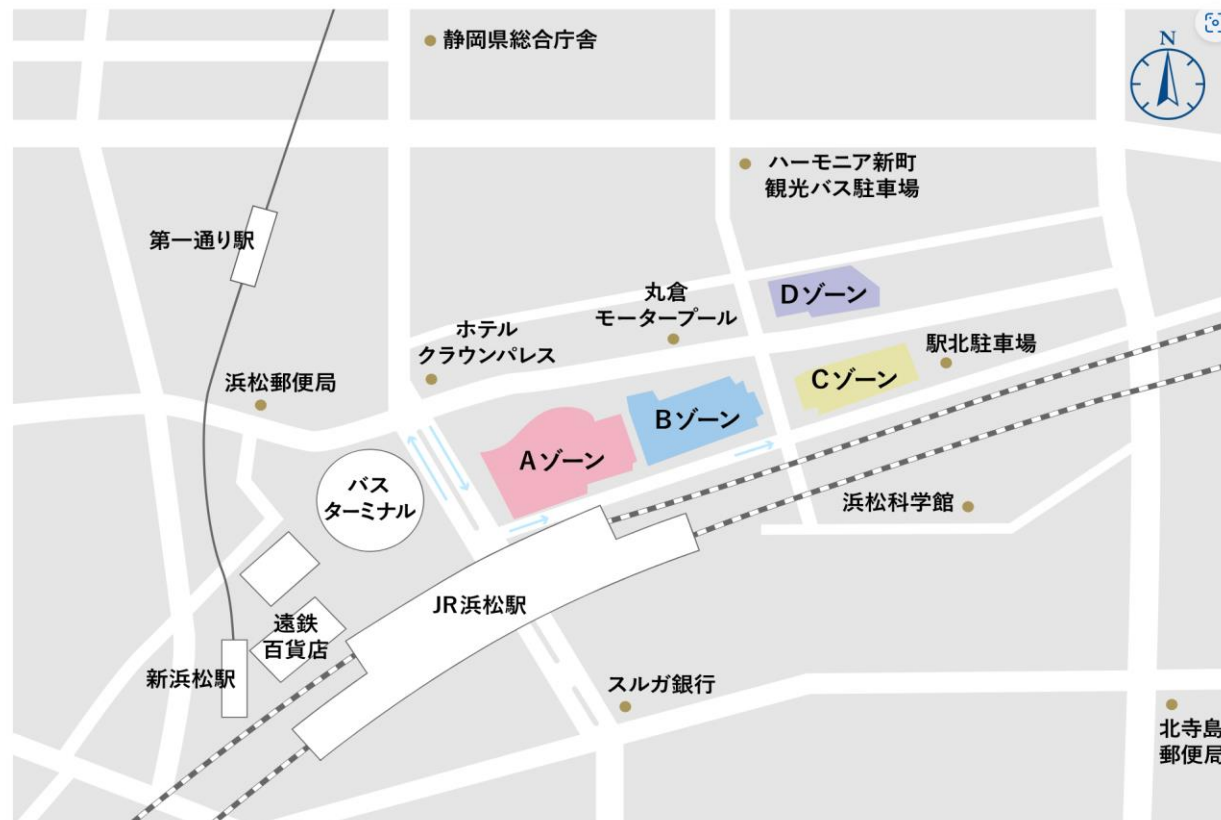 静岡県総合庁舎
N
ハーモニア新町
観光バス駐車場
第一通り駅
Dゾーン
丸倉
モータープール
ホテル
クラウンパレス
駅北駐車場
Cゾーン
浜松郵便局
Bゾーン
Aゾーン
バス
ターミナル
浜松科学館
JR浜松駅
遠鉄
百貨店
新浜松駅
スルガ銀行
北寺島
郵便局